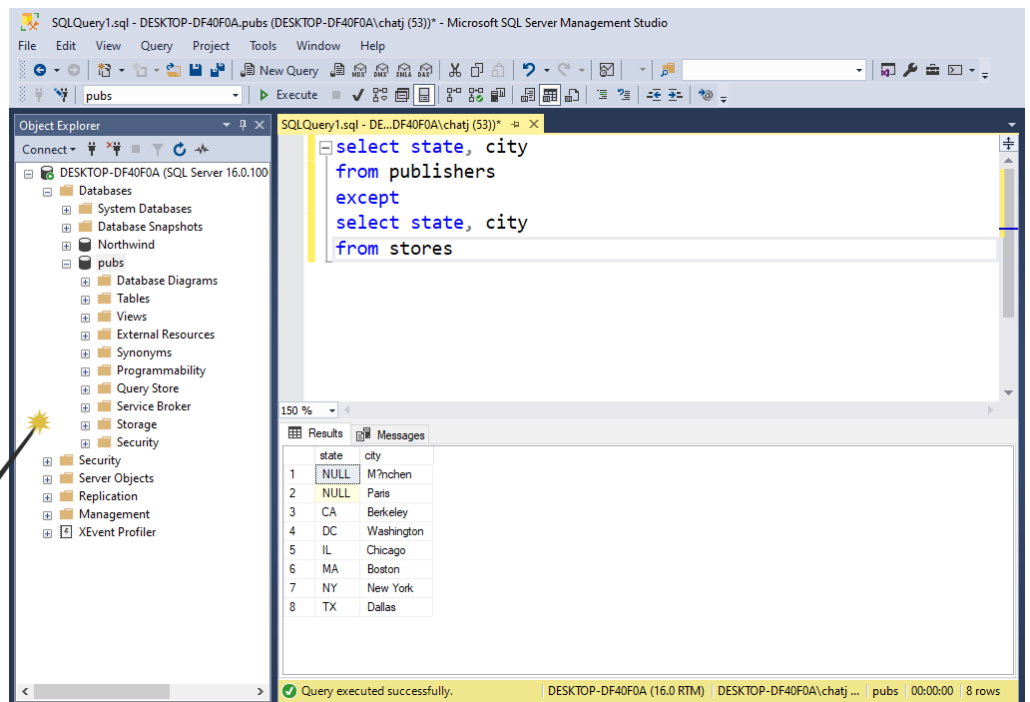 SQLQuery1.sql - DESKTOP-DF40F0A.pubs (DESKTOP-DF40F0A\chatj (53))* - Microsoft SQL Server Management Studio
File Edit View Query Project Tools Window Help
New Query MDX DMX XMLA DAX
pubs Execute
Object Explorer
Connect
DESKTOP-DF40F0A (SQL Server 16.0.100
Databases
System Databases
Database Snapshots
Northwind
pubs
Database Diagrams
Tables
Views
External Resources
Synonyms
Programmability
Query Store
Service Broker
Storage
Security
Security
Server Objects
Replication
Management
XEvent Profiler
SQLQuery1.sql - DE...DF40F0A\chatj (53))*
select state, city
from publishers
except
select state, city
from stores
150 %
Results Messages
state city
1 NULL M?nchen
2 NULL Paris
3 CA Berkeley
4 DC Washington
5 IL Chicago
6 MA Boston
7 NY New York
8 TX Dallas
Query executed successfully. DESKTOP-DF40F0A (16.0 RTM) DESKTOP-DF40F0A\chatj ... pubs 00:00:00 8 rows